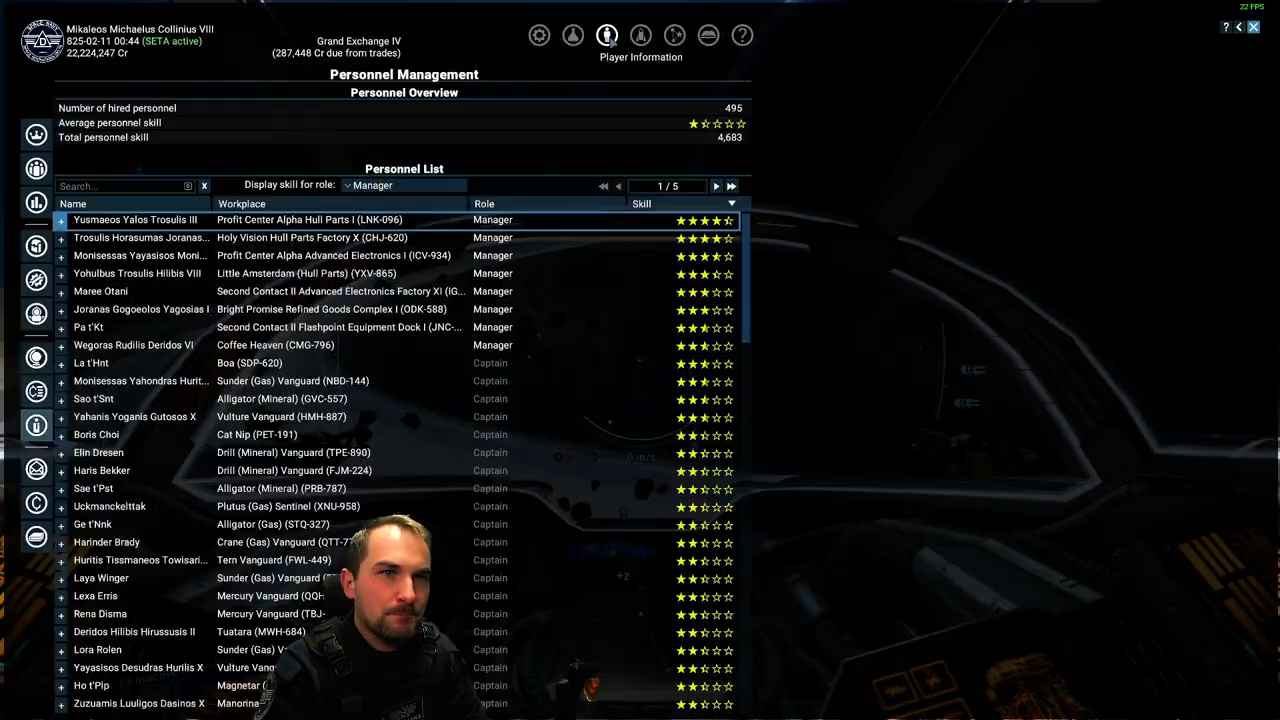 22 FPS
Mikaleos Michaelus Collinius VIII
825-02-11 00:44 (SETA active)
22,224,247 Cr
Grand Exchange IV
(287,448 Cr due from trades)
? 
Player Information
? < X
Personnel Management
Personnel Overview
Number of hired personnel 495
Average personnel skill
Total personnel skill 4,683
Personnel List
Search... x Display skill for role: Manager 1 / 5
Name Workplace Role Skill
+ Yusmaeos Yalos Trosulis III Profit Center Alpha Hull Parts I (LNK-096) Manager
+ Trosulis Horasumas Joranas... Holy Vision Hull Parts Factory X (CHJ-620) Manager
+ Monisessas Yayasisos Moni... Profit Center Alpha Advanced Electronics I (ICV-934) Manager
+ Yohulbus Trosulis Hilibis VIII Little Amsterdam (Hull Parts) (YXV-865) Manager
+ Maree Otani Second Contact II Advanced Electronics Factory XI (IG... Manager
+ Joranas Gogoeolos Yagosias I Bright Promise Refined Goods Complex I (ODK-588) Manager
+ Pa t'Kt Second Contact II Flashpoint Equipment Dock I (JNC-... Manager
+ Wegoras Rudilis Deridos VI Coffee Heaven (CMG-796) Manager
+ La t'Hnt Boa (SDP-620) Captain
+ Monisessas Yahondras Hurit... Sunder (Gas) Vanguard (NBD-144) Captain
+ Sao t'Snt Alligator (Mineral) (GVC-557) Captain
+ Yahanis Yoganis Gutosos X Vulture Vanguard (HMH-887) Captain
+ Boris Choi Cat Nip (PET-191) Captain
+ Elin Dresen Drill (Mineral) Vanguard (TPE-890) Captain
+ Haris Bekker Drill (Mineral) Vanguard (FJM-224) Captain
+ Sae t'Pst Alligator (Mineral) (PRB-787) Captain
+ Uckmanckelttak Plutus (Gas) Sentinel (XNU-958) Captain
+ Ge t'Nnk Alligator (Gas) (STQ-327) Captain
+ Harinder Brady Crane (Gas) Vanguard (QTT-77 Captain
+ Huritis Tissmaneos Towisari... Tern Vanguard (FWL-449) Captain
+ Laya Winger Sunder (Gas) Vanguard Captain
+ Lexa Erris Mercury Vanguard (QQH- Captain
+ Rena Disma Mercury Vanguard (TBJ- Captain
+ Deridos Hilibis Hirussusis II Tuatara (MWH-684) Captain
+ Lora Rolen Sunder (Gas) Captain
+ Yayasisos Desudras Hurilis X Vulture Captain
+ Ho t'Plp Magnetar ( Captain
+ Zuzuamis Luuligos Dasinos X Manorina Captain
0 m/s
+Z